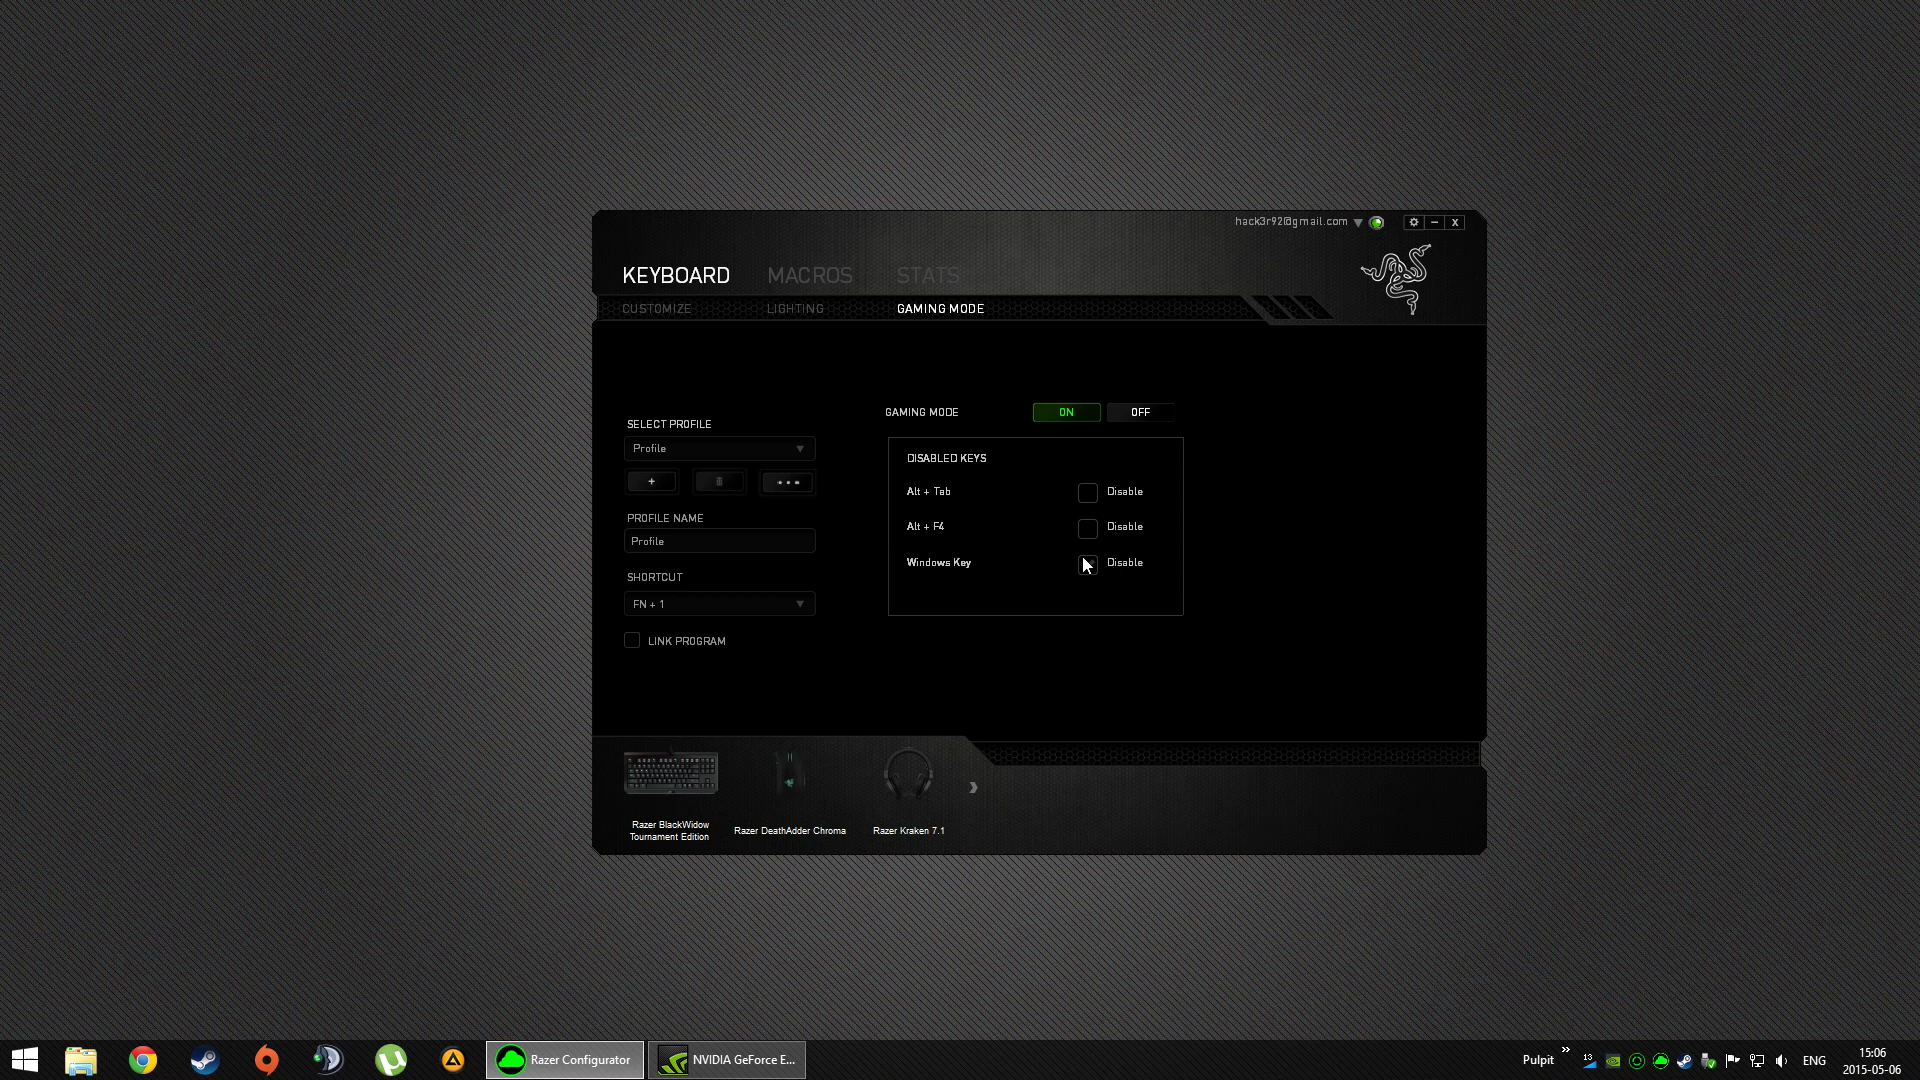 hack3r92@gmail.com
KEYBOARD MACROS STATS
CUSTOMIZE LIGHTING GAMING MODE
SELECT PROFILE
Profile
PROFILE NAME
Profile
SHORTCUT
FN + 1
LINK PROGRAM
GAMING MODE ON OFF
DISABLED KEYS
Alt + Tab Disable
Alt + F4 Disable
Windows Key Disable
Razer BlackWidow
Tournament Edition
Razer DeathAdder Chroma
Razer Kraken 7.1
Razer Configurator
NVIDIA GeForce E...
Pulpit
13
ENG
15:06
2015-05-06